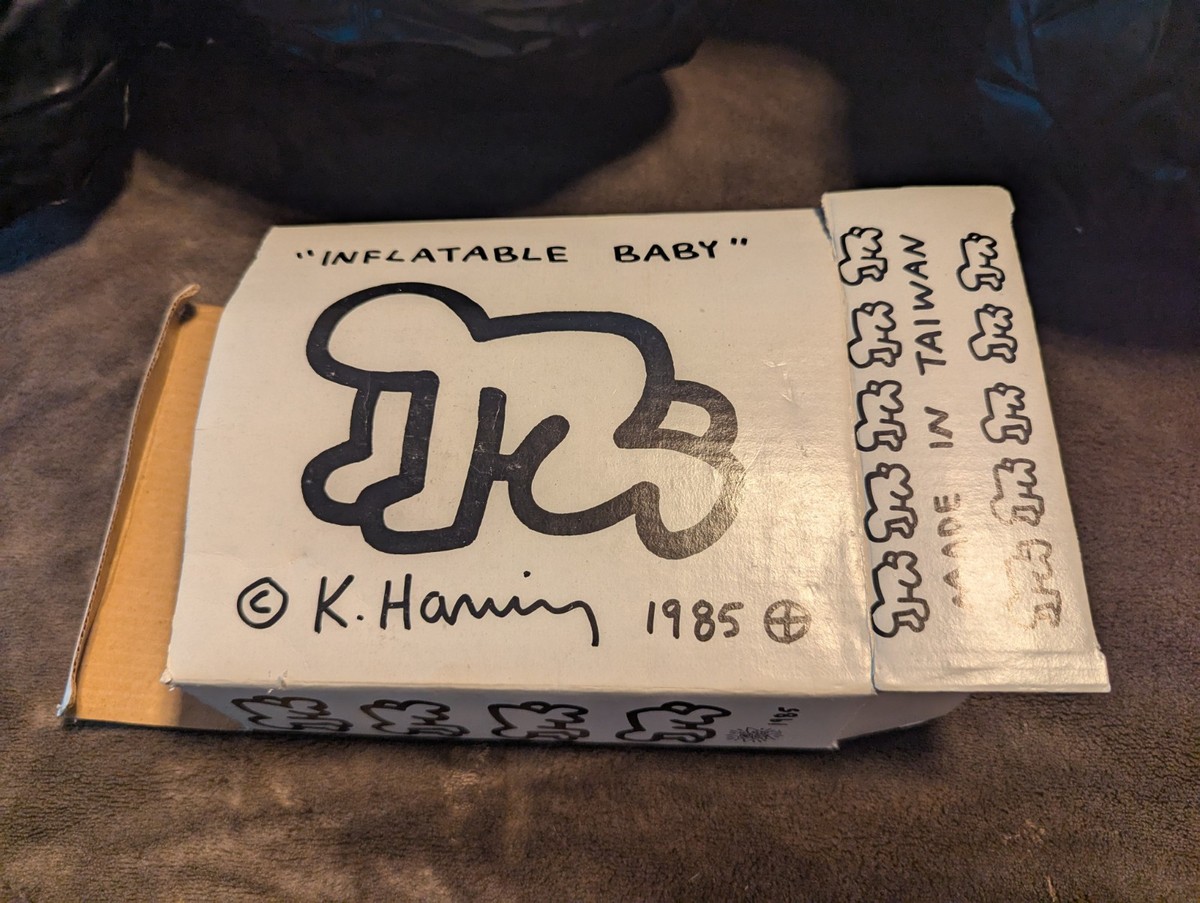 "INFLATABLE BABY"
© K. Haring 1985 ⊕
MADE IN TAIWAN
1985